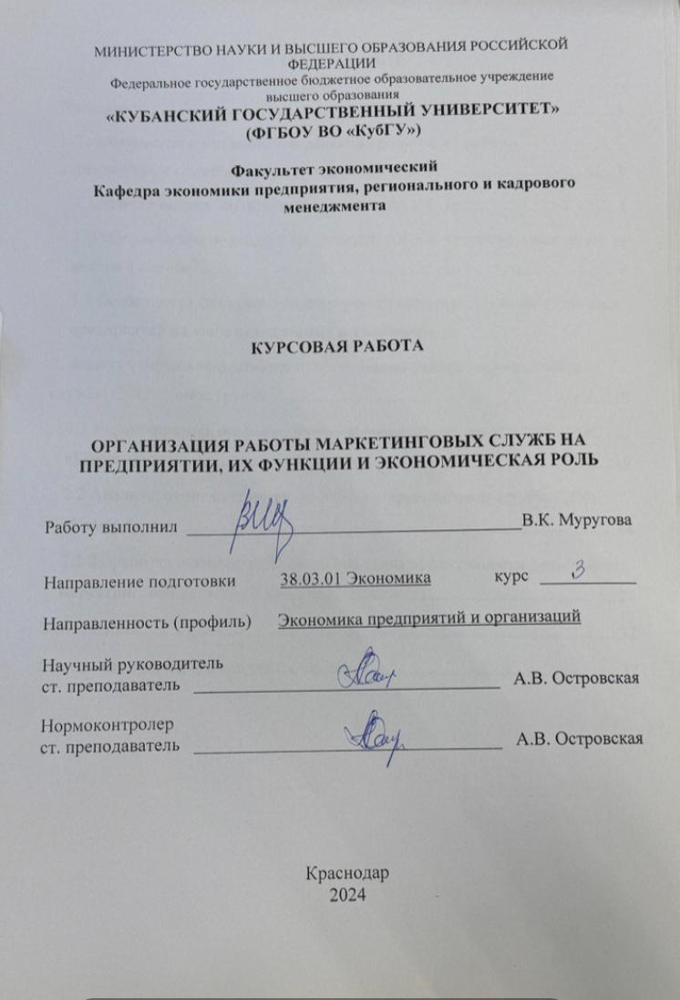 МИНИСТЕРСТВО НАУКИ И ВЫСШЕГО ОБРАЗОВАНИЯ РОССИЙСКОЙ
ФЕДЕРАЦИИ
Федеральное государственное бюджетное образовательное учреждение
высшего образования
«КУБАНСКИЙ ГОСУДАРСТВЕННЫЙ УНИВЕРСИТЕТ»
(ФГБОУ ВО «КубГУ»)
Факультет экономический
Кафедра экономики предприятия, регионального и кадрового
менеджмента
КУРСОВАЯ РАБОТА
ОРГАНИЗАЦИЯ РАБОТЫ МАРКЕТИНГОВЫХ СЛУЖБ НА
ПРЕДПРИЯТИИ, ИХ ФУНКЦИИ И ЭКОНОМИЧЕСКАЯ РОЛЬ
Работу выполнил В.К. Муругова
Направление подготовки 38.03.01 Экономика курс 3
Направленность (профиль) Экономика предприятий и организаций
Научный руководитель
ст. преподаватель А.В. Островская
Нормоконтролер
ст. преподаватель А.В. Островская
Краснодар
2024